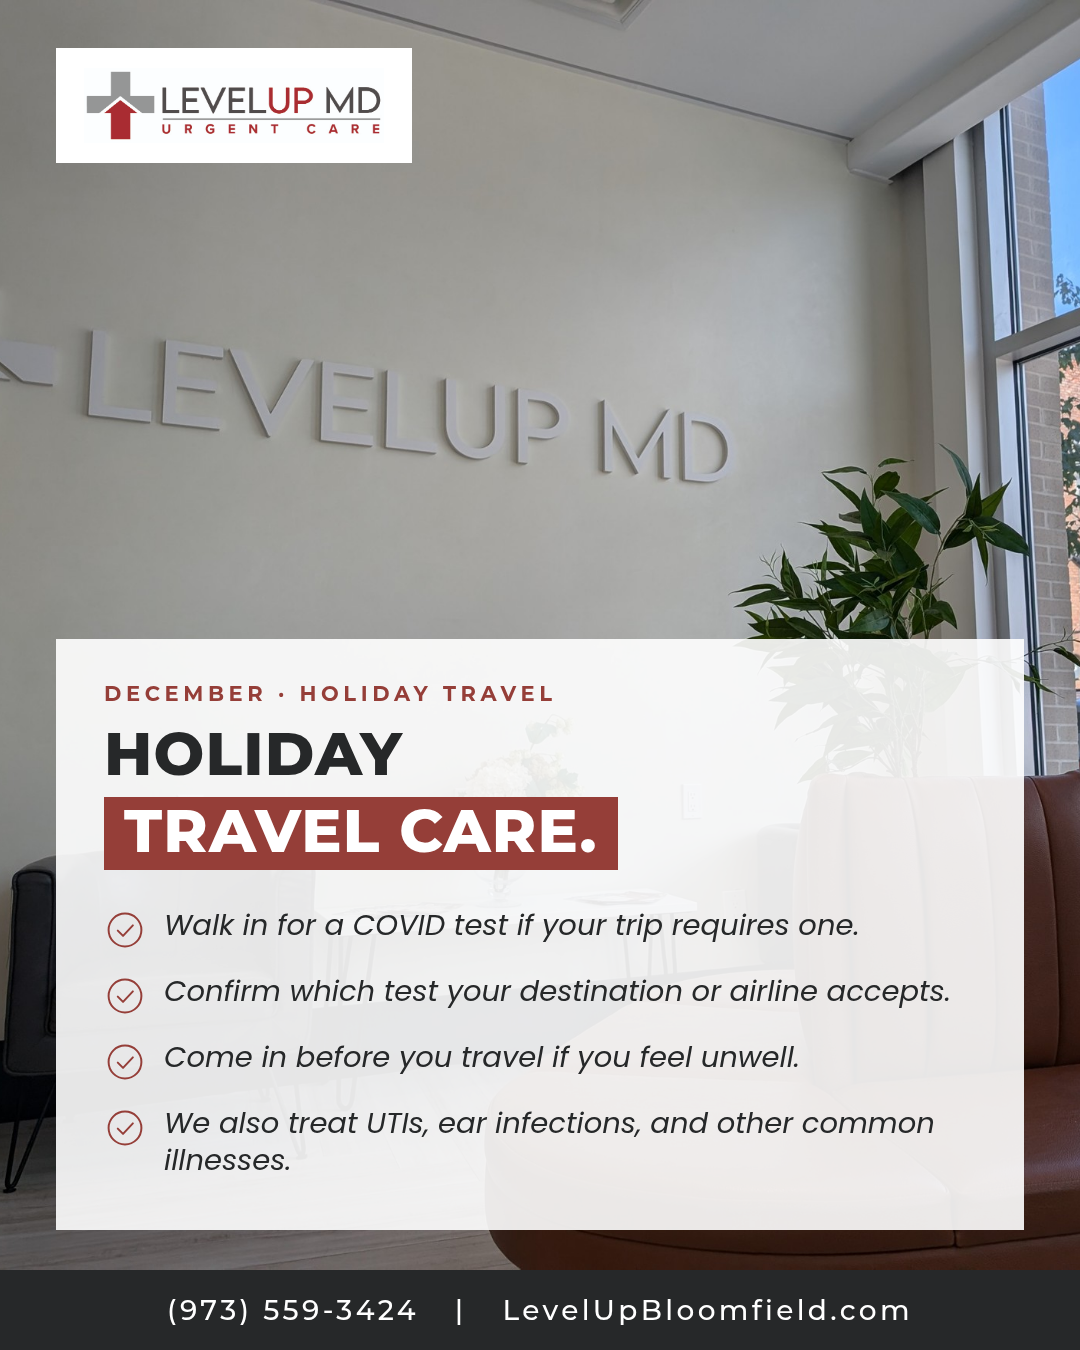 LEVELUP MD
URGENT CARE
LEVELUP MD
DECEMBER · HOLIDAY TRAVEL
HOLIDAY
TRAVEL CARE.
Walk in for a COVID test if your trip requires one.
Confirm which test your destination or airline accepts.
Come in before you travel if you feel unwell.
We also treat UTIs, ear infections, and other common
illnesses.
(973) 559-3424 | LevelUpBloomfield.com